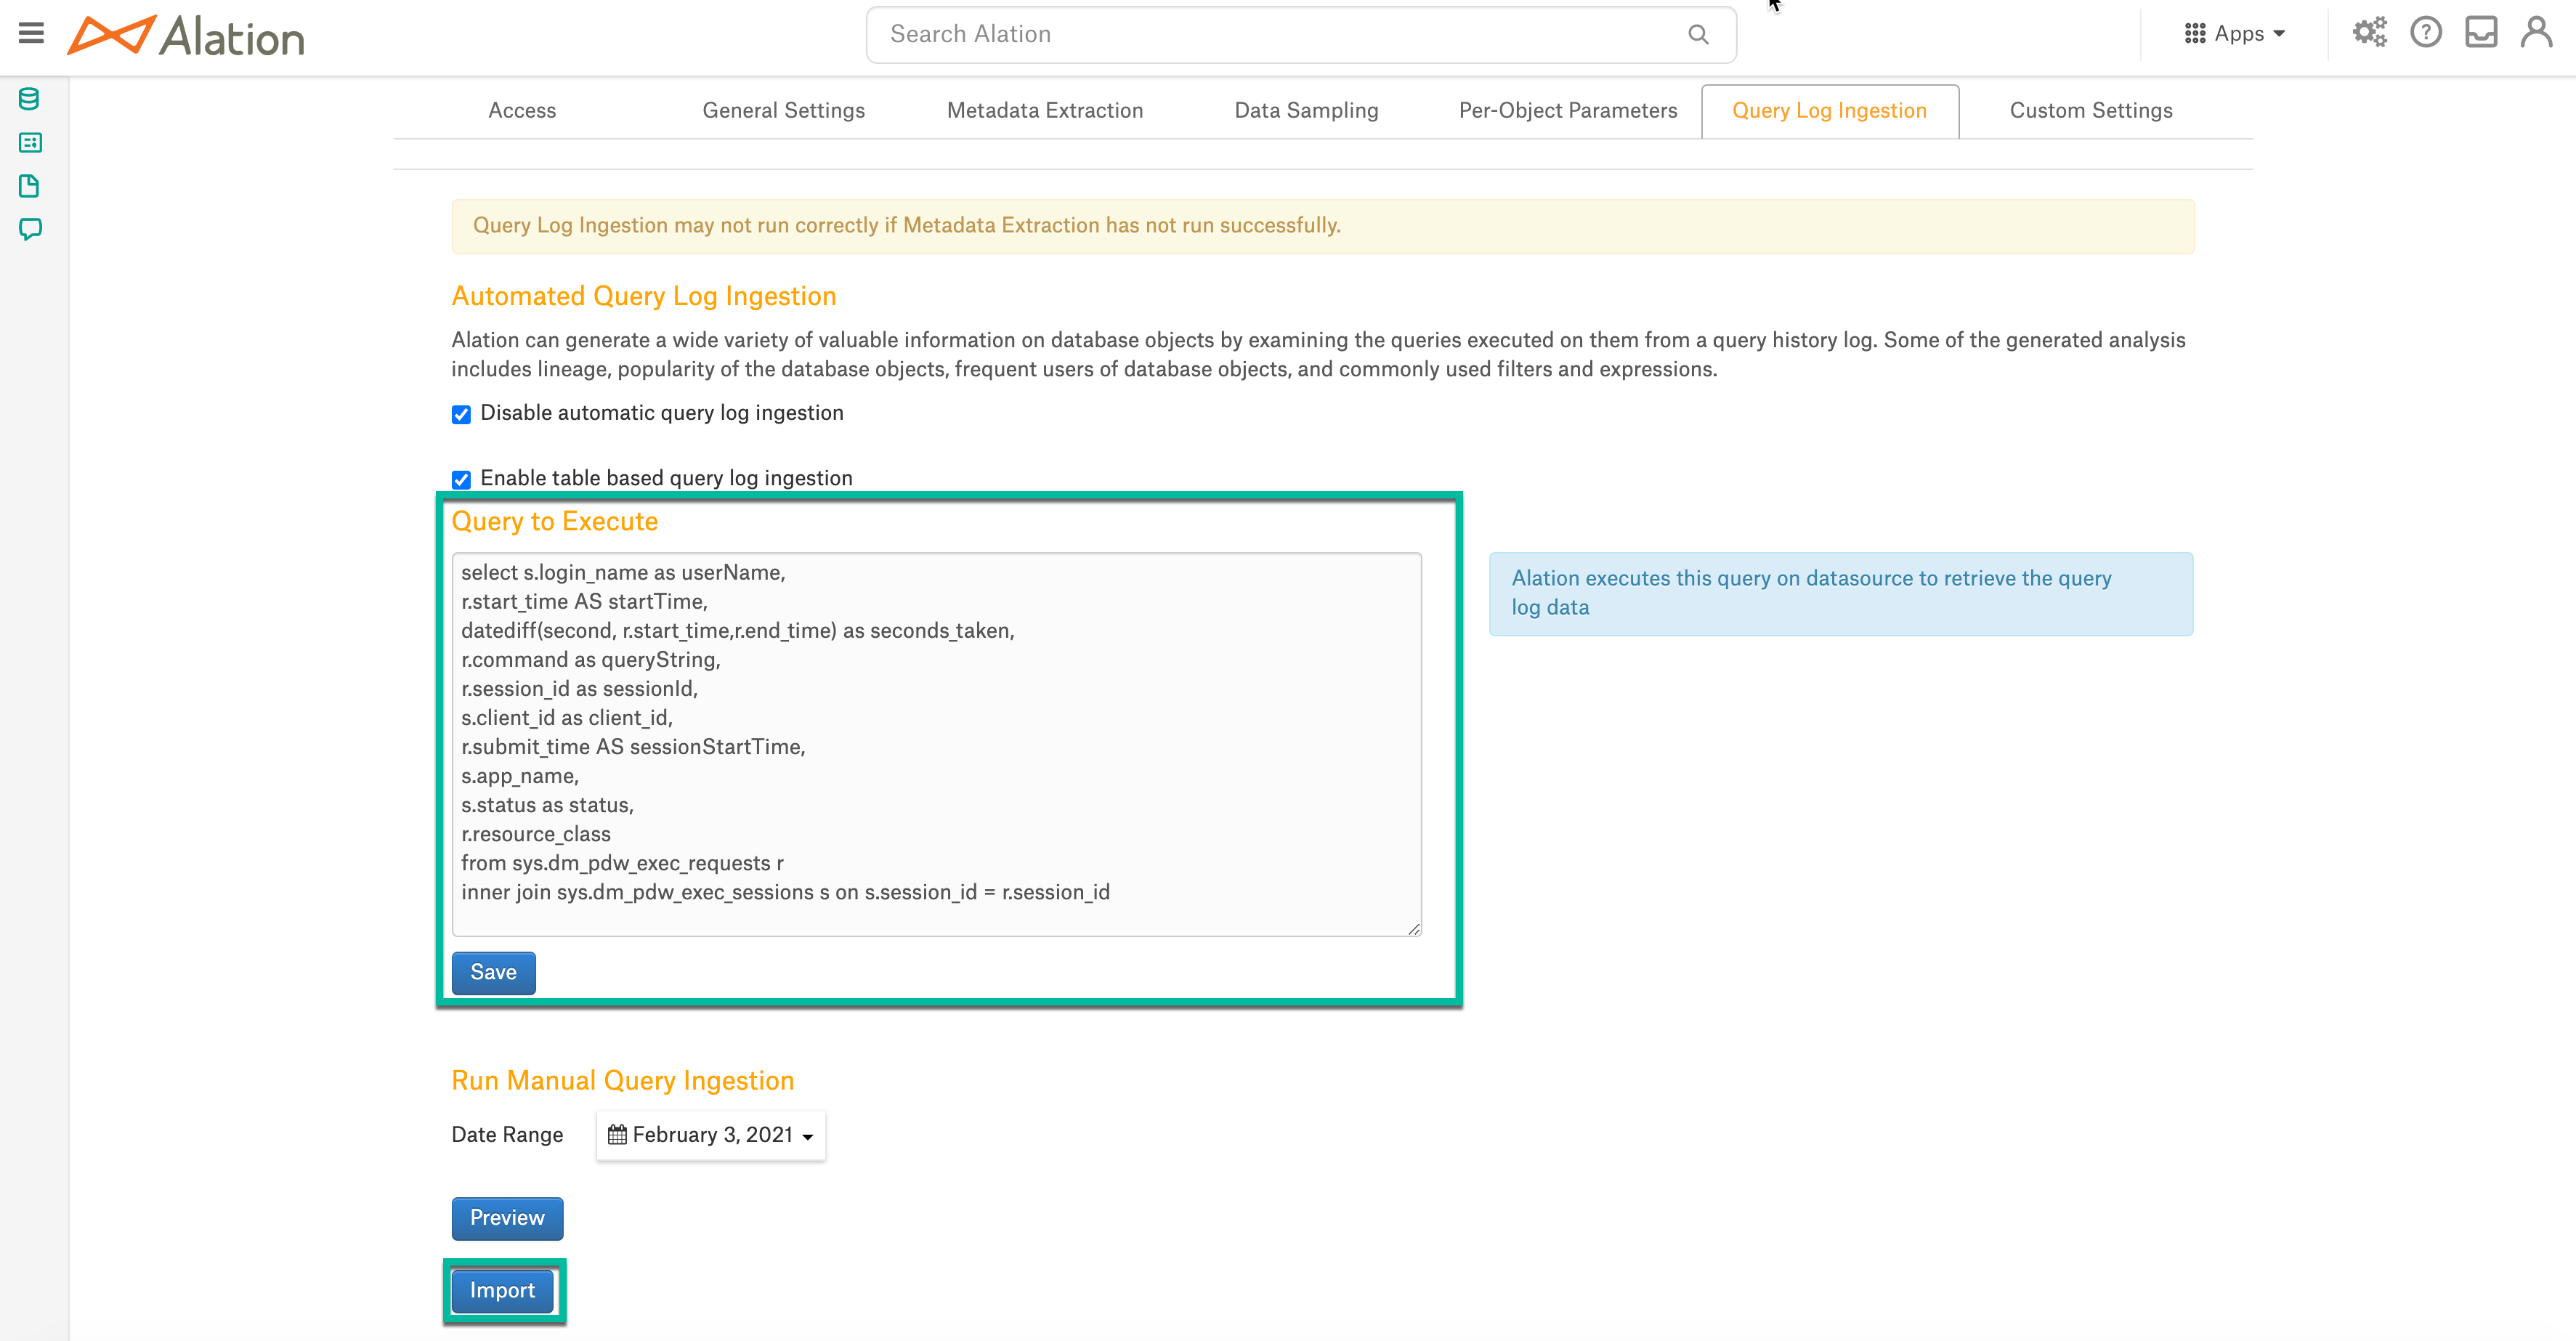 Alation
Search Alation
Apps
Access
General Settings
Metadata Extraction
Data Sampling
Per-Object Parameters
Query Log Ingestion
Custom Settings
Query Log Ingestion may not run correctly if Metadata Extraction has not run successfully.
Automated Query Log Ingestion
Alation can generate a wide variety of valuable information on database objects by examining the queries executed on them from a query history log. Some of the generated analysis
includes lineage, popularity of the database objects, frequent users of database objects, and commonly used filters and expressions.
Disable automatic query log ingestion
Enable table based query log ingestion
Query to Execute
select s.login_name as userName,
r.start_time AS startTime,
datediff(second, r.start_time,r.end_time) as seconds_taken,
r.command as queryString,
r.session_id as sessionId,
s.client_id as client_id,
r.submit_time AS sessionStartTime,
s.app_name,
s.status as status,
r.resource_class
from sys.dm_pdw_exec_requests r
inner join sys.dm_pdw_exec_sessions s on s.session_id = r.session_id
Alation executes this query on datasource to retrieve the query
log data
Save
Run Manual Query Ingestion
Date Range
February 3, 2021
Preview
Import